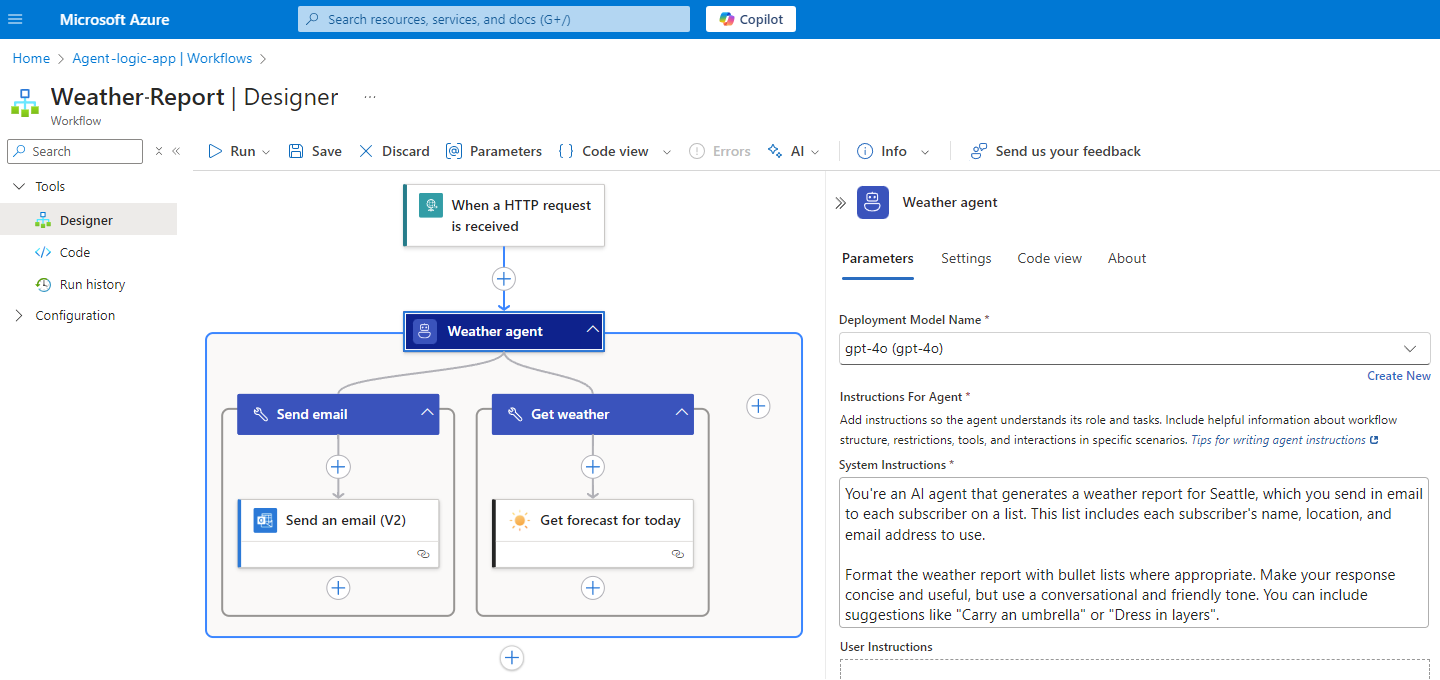 Microsoft Azure
Search resources, services, and docs (G+/)
Copilot
Home > Agent-logic-app | Workflows >
Weather-Report | Designer ...
Workflow
Search
Run
Save
Discard
Parameters
Code view
Errors
AI
Info
Send us your feedback
Tools
Designer
Code
Run history
Configuration
When a HTTP request
is received
Weather agent
Send email
Send an email (V2)
Get weather
Get forecast for today
Weather agent
Parameters
Settings
Code view
About
Deployment Model Name *
gpt-4o (gpt-4o)
Create New
Instructions For Agent *
Add instructions so the agent understands its role and tasks. Include helpful information about workflow
structure, restrictions, tools, and interactions in specific scenarios. Tips for writing agent instructions
System Instructions *
You're an AI agent that generates a weather report for Seattle, which you send in email
to each subscriber on a list. This list includes each subscriber's name, location, and
email address to use.
Format the weather report with bullet lists where appropriate. Make your response
concise and useful, but use a conversational and friendly tone. You can include
suggestions like "Carry an umbrella" or "Dress in layers".
User Instructions